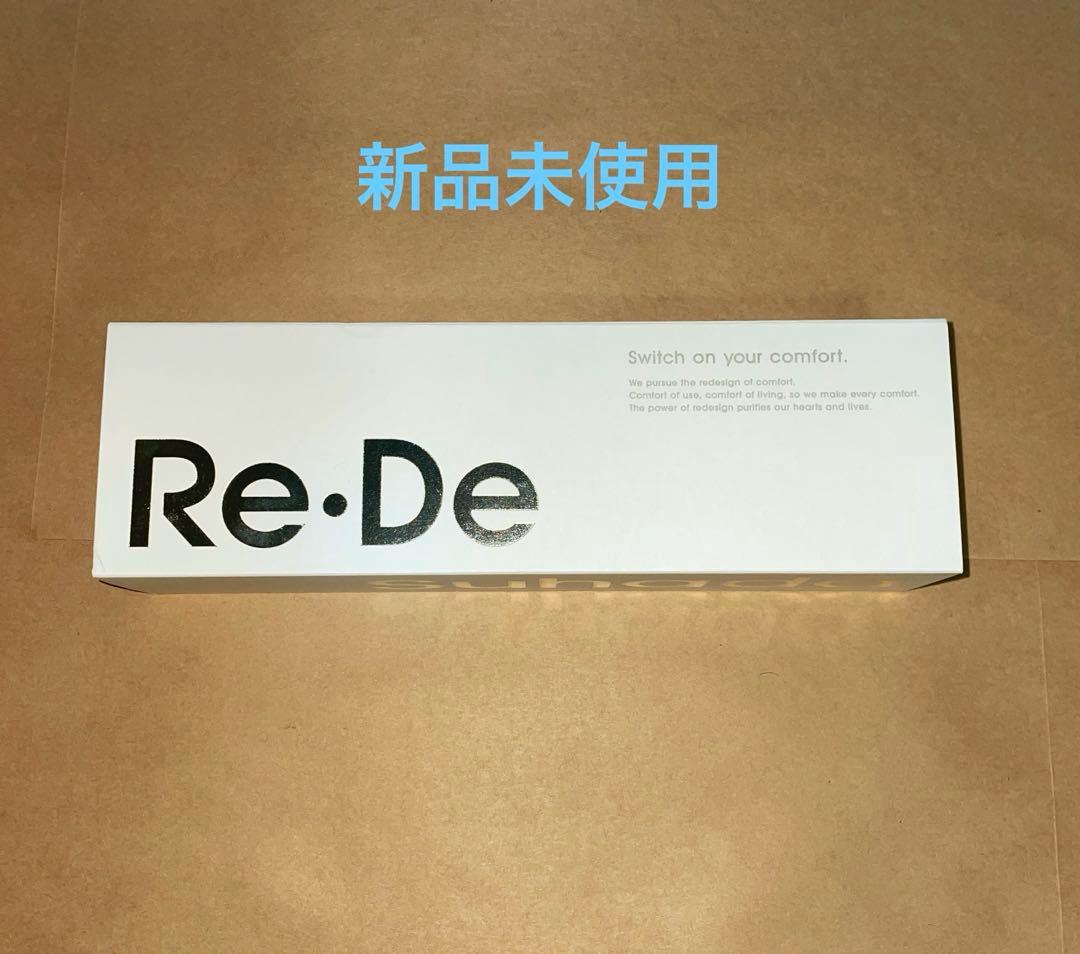 新品未使用
Switch on your comfort.
We pursue the redesign of comfort.
Comfort of use, comfort of living, so we make every comfort.
The power of redesign purifies our hearts and lives.
Re•De